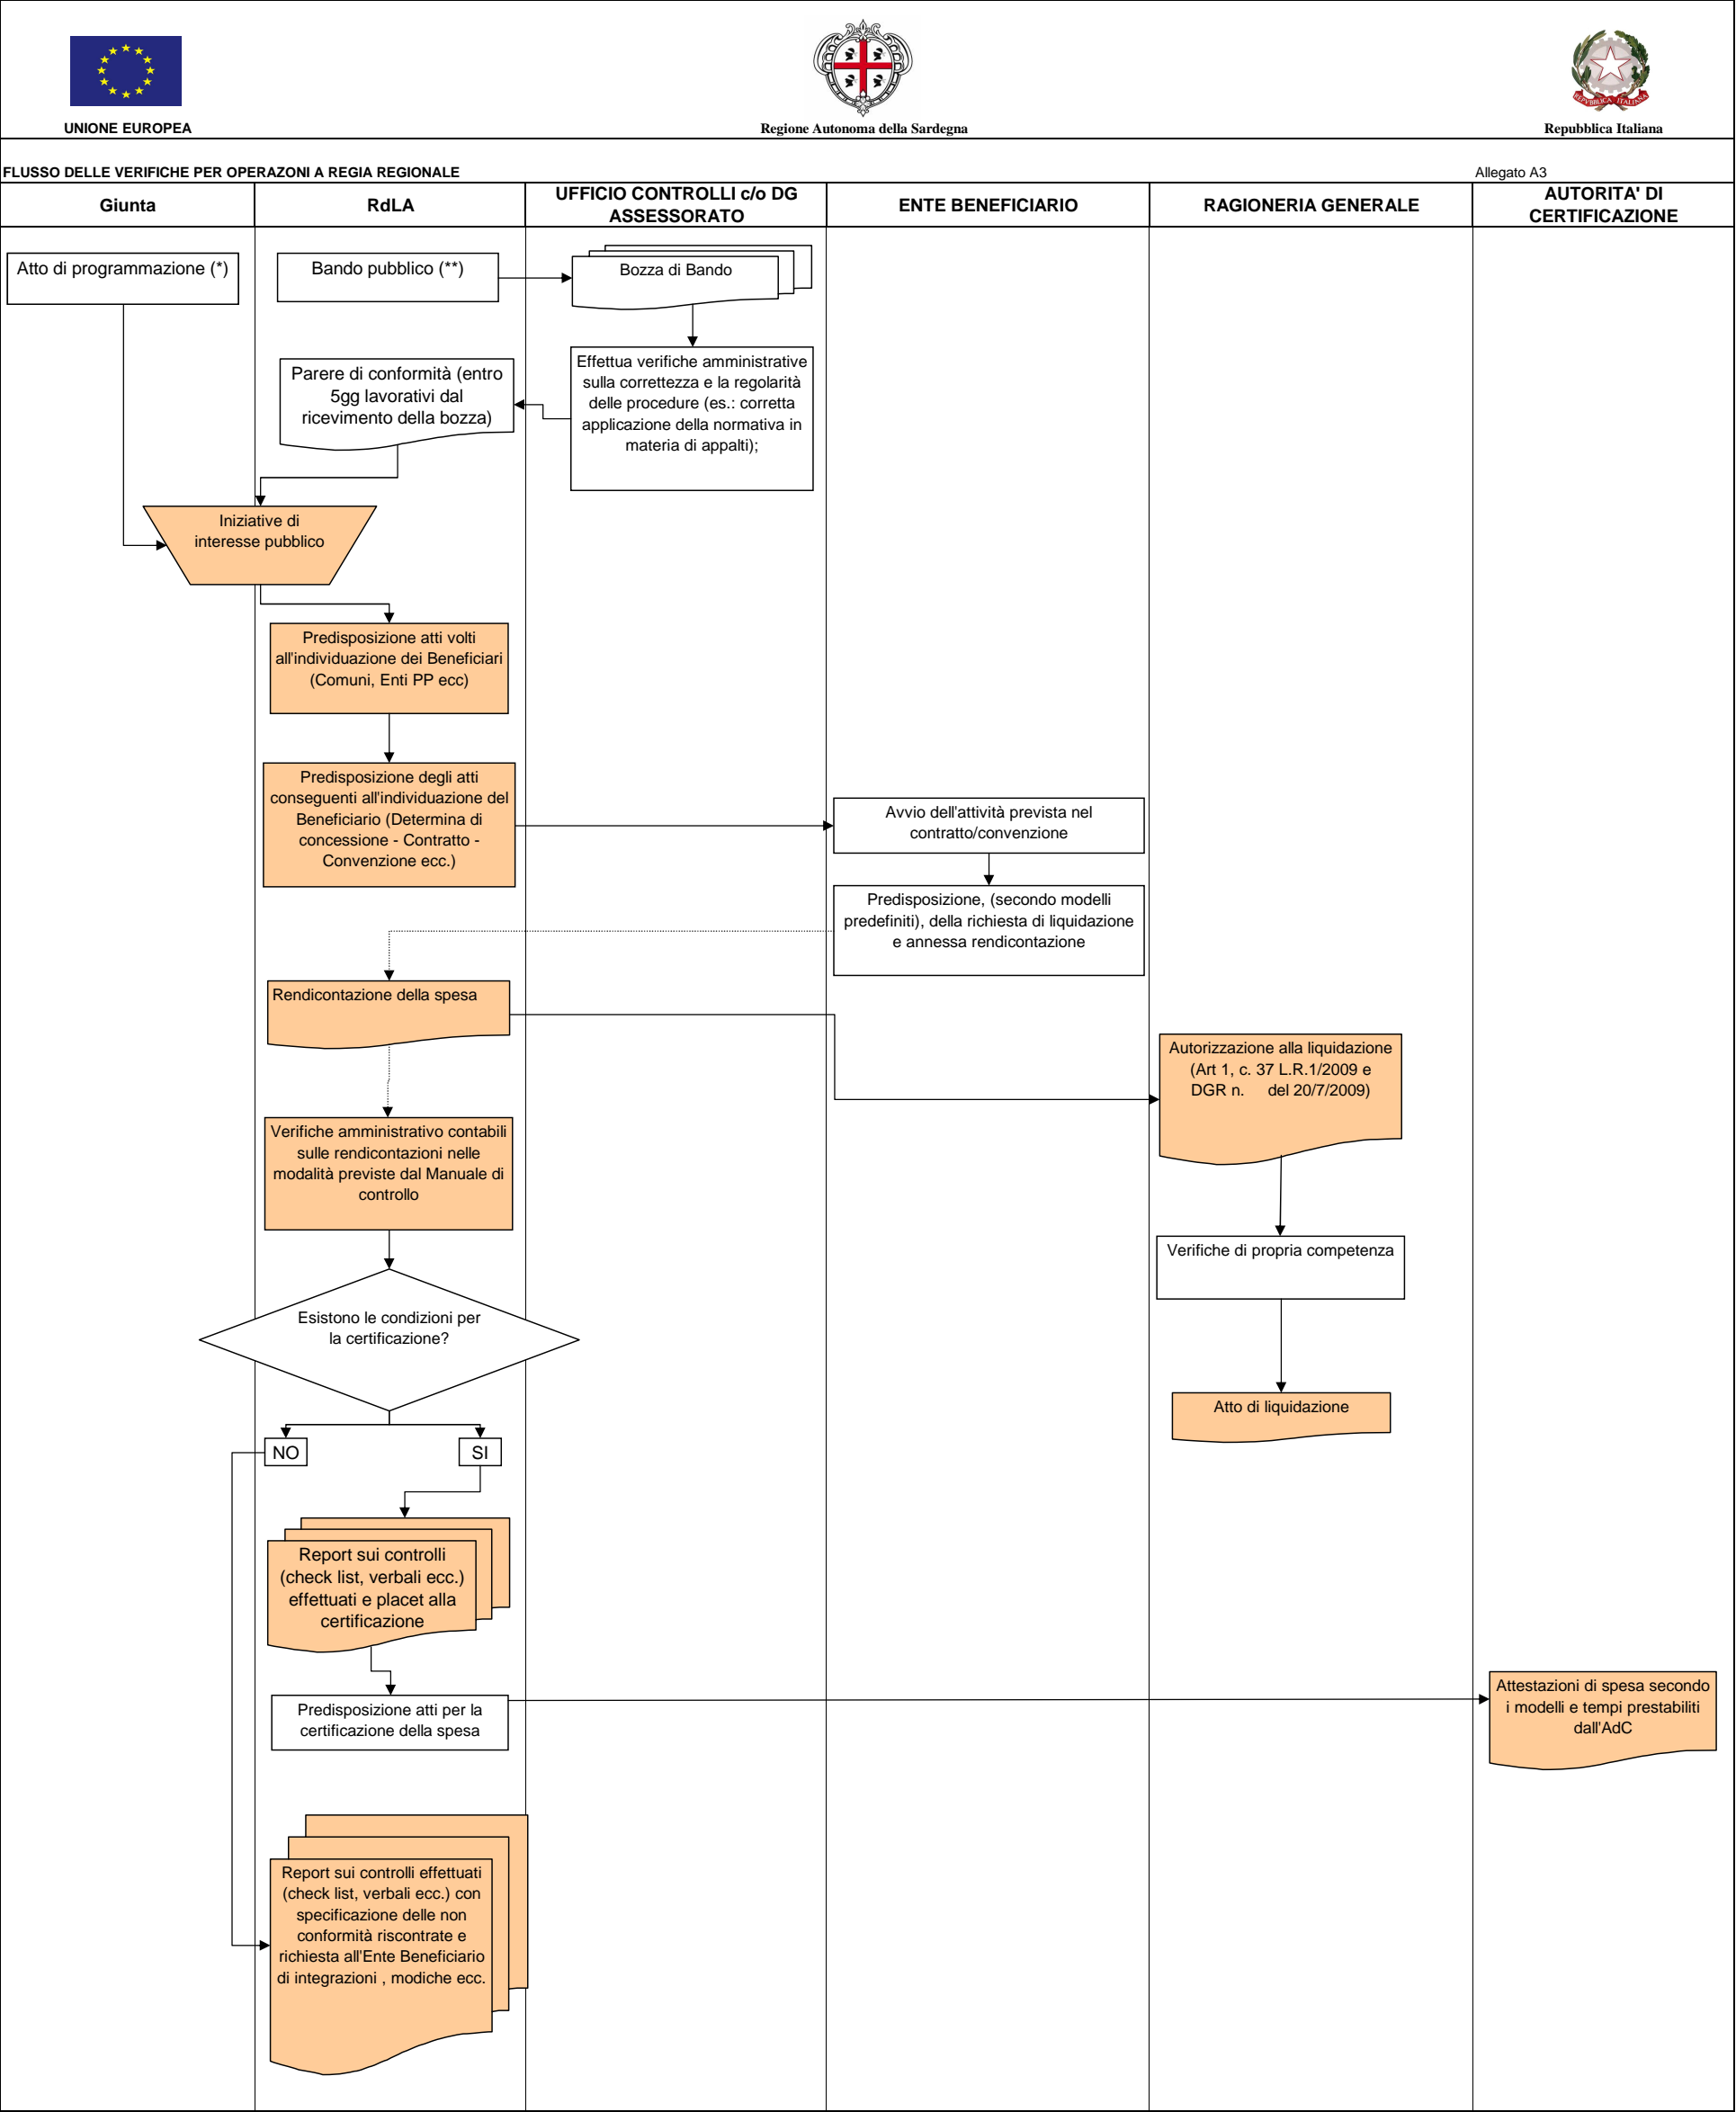 UNIONE EUROPEA
Regione Autonoma della Sardegna
REPVBBLICA ITALIANA
Repubblica Italiana
FLUSSO DELLE VERIFICHE PER OPERAZONI A REGIA REGIONALE
Allegato A3
Giunta
RdLA
UFFICIO CONTROLLI c/o DG
ASSESSORATO
ENTE BENEFICIARIO
RAGIONERIA GENERALE
AUTORITA' DI
CERTIFICAZIONE
Atto di programmazione (*)
Bando pubblico (**)
Bozza di Bando
Parere di conformità (entro
5gg lavorativi dal
ricevimento della bozza)
Effettua verifiche amministrative
sulla correttezza e la regolarità
delle procedure (es.: corretta
applicazione della normativa in
materia di appalti);
Iniziative di
interesse pubblico
Predisposizione atti volti
all'individuazione dei Beneficiari
(Comuni, Enti PP ecc)
Predisposizione degli atti
conseguenti all'individuazione del
Beneficiario (Determina di
concessione - Contratto -
Convenzione ecc.)
Avvio dell'attività prevista nel
contratto/convenzione
Predisposizione, (secondo modelli
predefiniti), della richiesta di liquidazione
e annessa rendicontazione
Rendicontazione della spesa
Autorizzazione alla liquidazione
(Art 1, c. 37 L.R.1/2009 e
DGR n. del 20/7/2009)
Verifiche amministrativo contabili
sulle rendicontazioni nelle
modalità previste dal Manuale di
controllo
Verifiche di propria competenza
Esistono le condizioni per
la certificazione?
Atto di liquidazione
NO
SI
Report sui controlli
(check list, verbali ecc.)
effettuati e placet alla
certificazione
Predisposizione atti per la
certificazione della spesa
Attestazioni di spesa secondo
i modelli e tempi prestabiliti
dall'AdC
Report sui controlli effettuati
(check list, verbali ecc.) con
specificazione delle non
conformità riscontrate e
richiesta all'Ente Beneficiario
di integrazioni , modiche ecc.